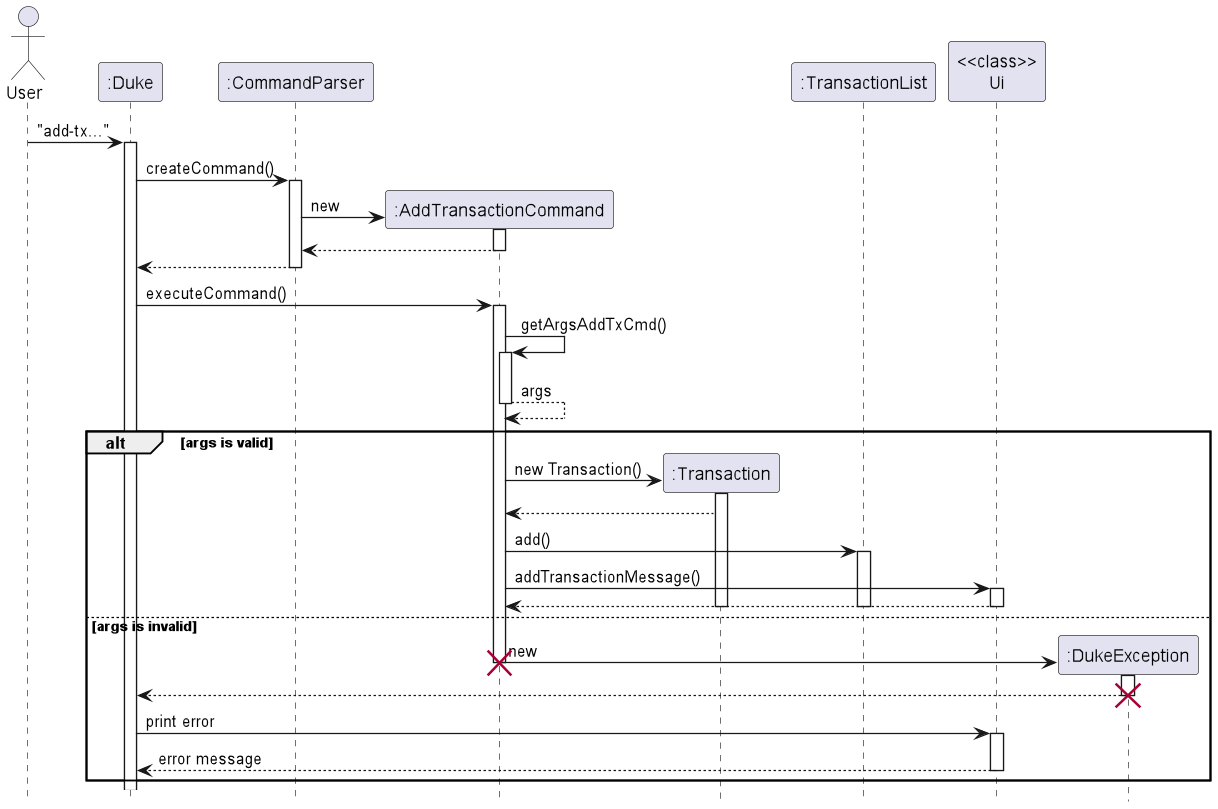 User
:Duke
:CommandParser
:TransactionList
<<class>>
Ui
"add-tx..."
createCommand()
new
:AddTransactionCommand
executeCommand()
getArgsAddTxCmd()
args
alt
[args is valid]
new Transaction()
:Transaction
add()
addTransactionMessage()
[args is invalid]
new
:DukeException
print error
error message